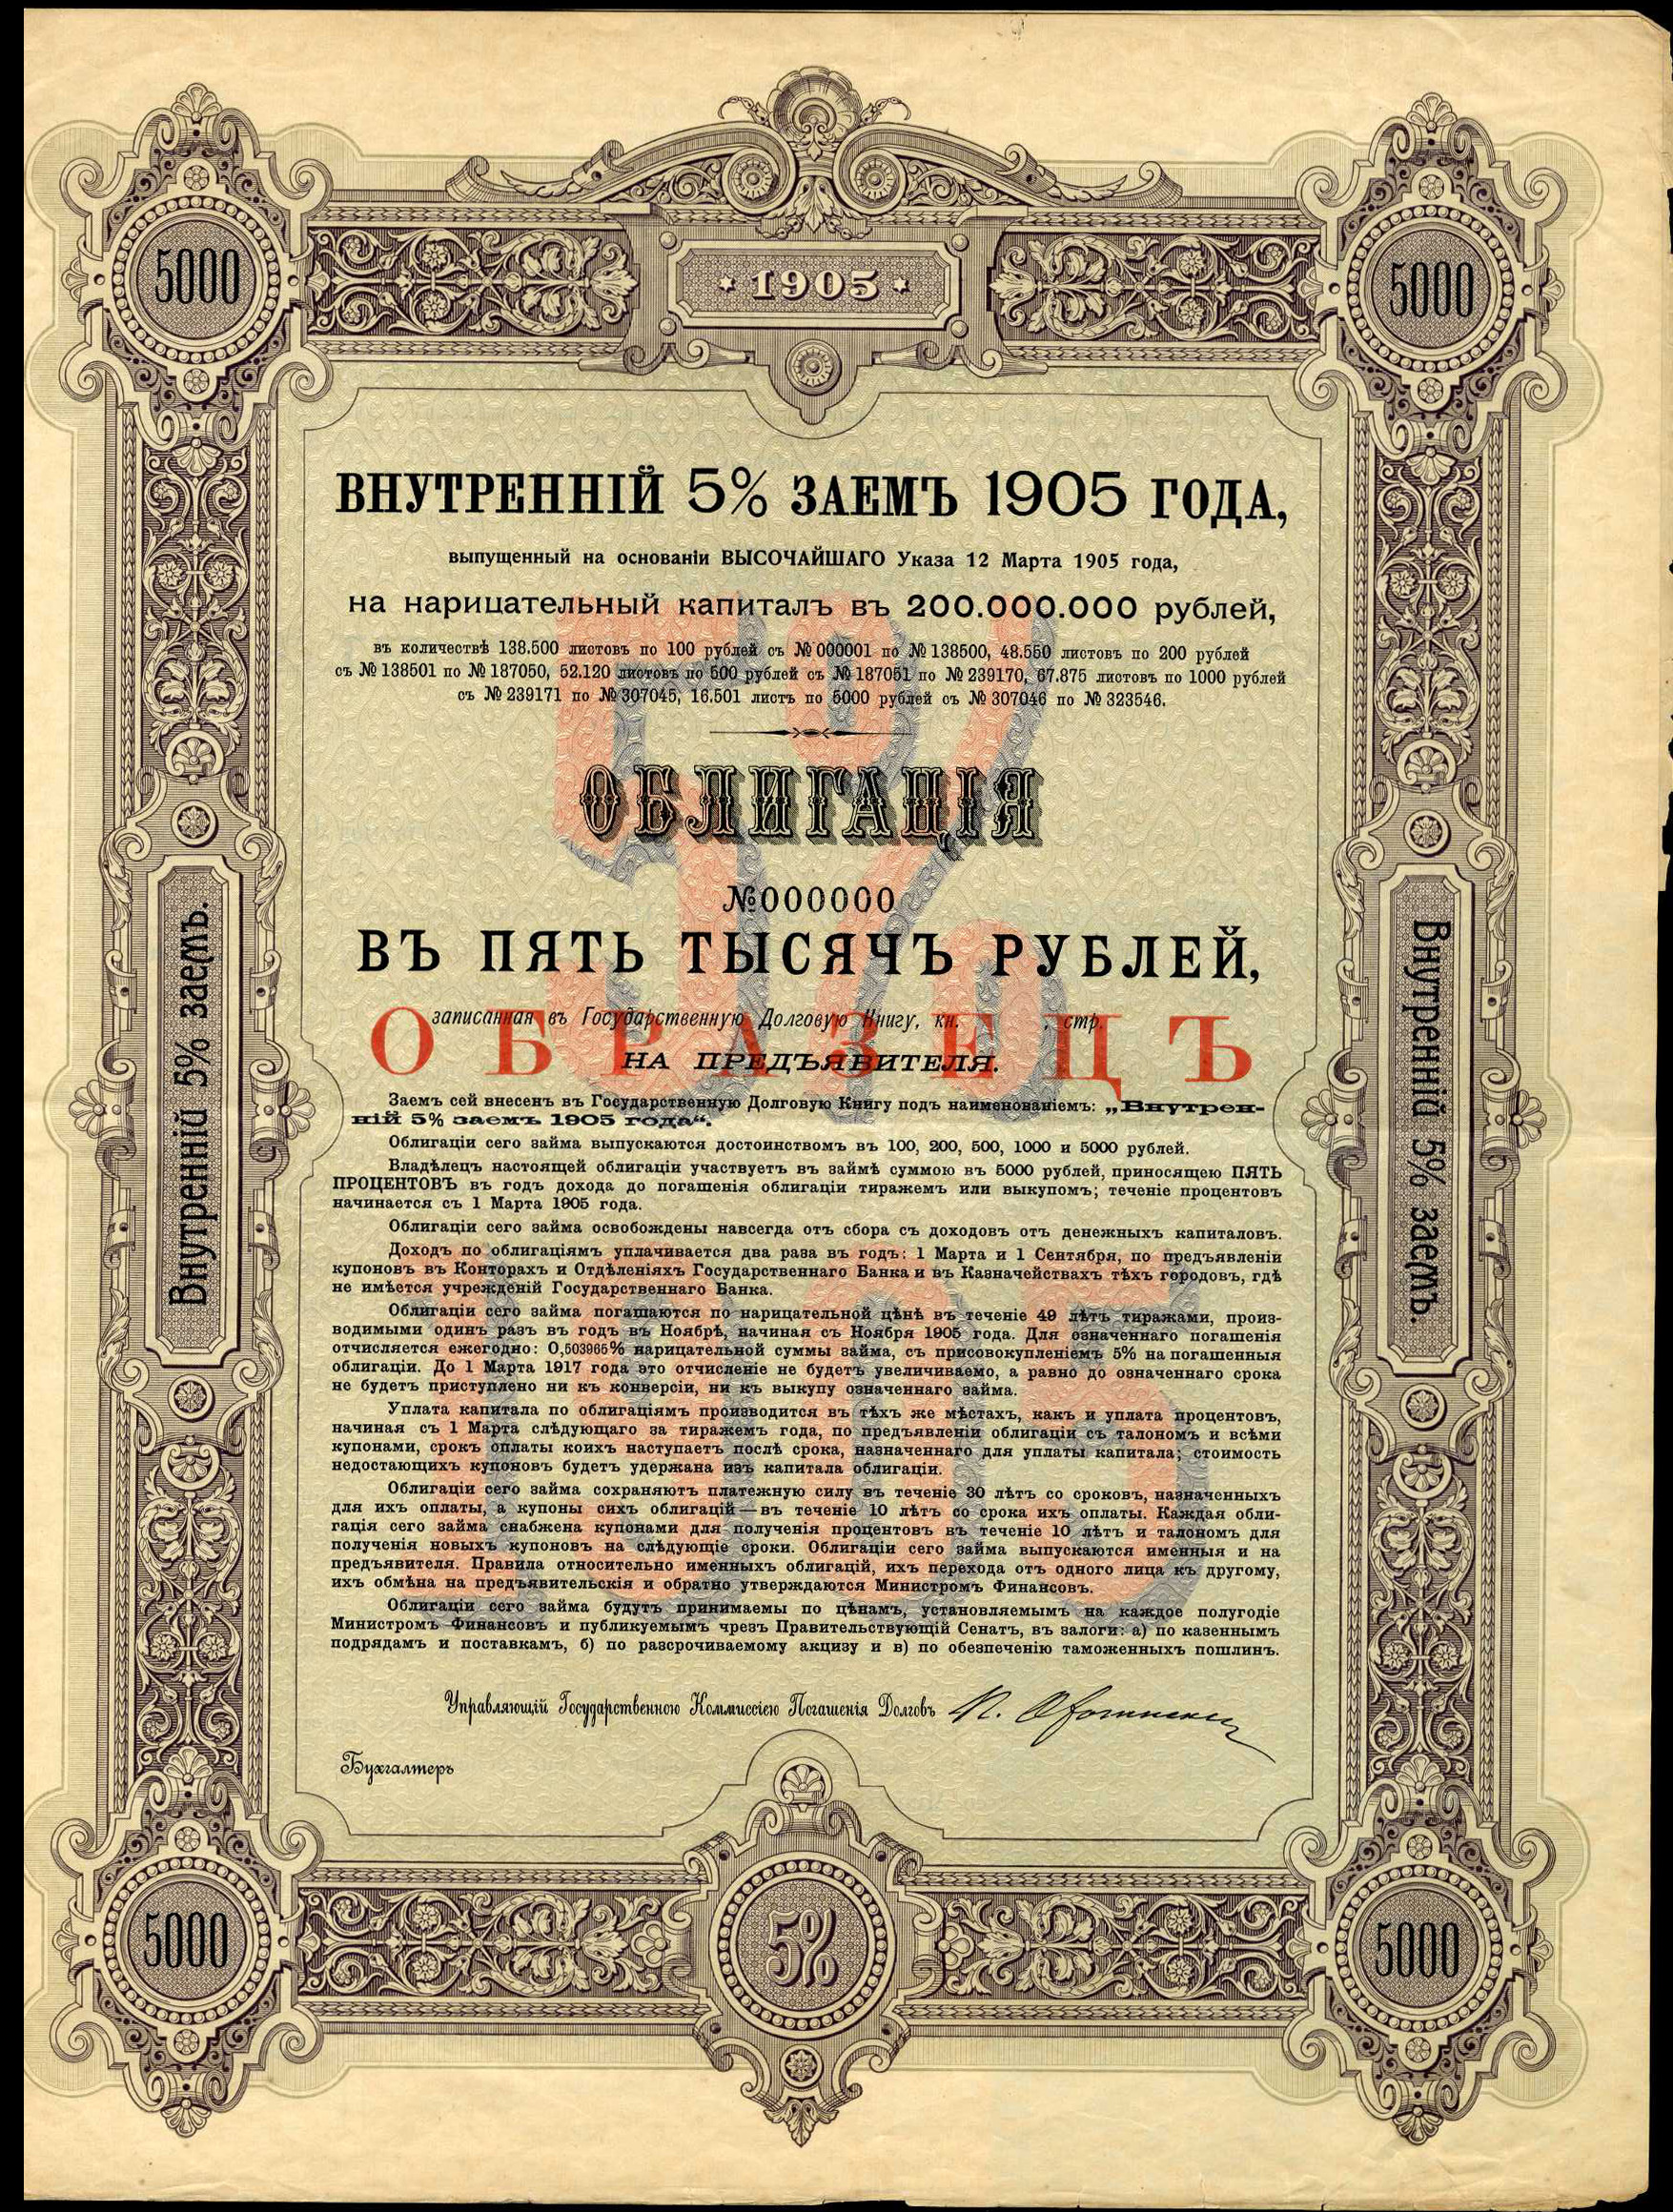 5000
* 1905 *
5000
ВНУТРЕННІЙ 5% ЗАЕМЪ 1905 ГОДА,
выпущенный на основаніи ВЫСОЧАЙШАГО Указа 12 Марта 1905 года,
на нарицательный капиталъ въ 200.000.000 рублей,
въ количествѣ 138.500 листовъ по 100 рублей съ № 000001 по № 138500, 48.550 листовъ по 200 рублей
съ № 138501 по № 187050, 52.120 листовъ по 500 рублей съ № 187051 по № 239170, 67.875 листовъ по 1000 рублей
съ № 239171 по № 307045, 16.501 листъ по 5000 рублей съ № 307046 по № 323546.
ОБЛИГАЦІЯ
№ 000000
ВЪ ПЯТЬ ТЫСЯЧЪ РУБЛЕЙ,
записанная въ Государственную Долговую Книгу, кн. , стр.
ОБРАЗЕЦЪ
НА ПРЕДЪЯВИТЕЛЯ.
Заемъ сей внесенъ въ Государственную Долговую Книгу подъ наименованіемъ: „Внутрен-
ній 5% заемъ 1905 года“.
Облигаціи сего займа выпускаются достоинствомъ въ 100, 200, 500, 1000 и 5000 рублей.
Владѣлецъ настоящей облигаціи участвуетъ въ займѣ суммою въ 5000 рублей, приносящею ПЯТЬ
ПРОЦЕНТОВЪ въ годъ дохода до погашенія облигаціи тиражемъ или выкупомъ; теченіе процентовъ
начинается съ 1 Марта 1905 года.
Облигаціи сего займа освобождены навсегда отъ сбора съ доходовъ отъ денежныхъ капиталовъ.
Доходъ по облигаціямъ уплачивается два раза въ годъ: 1 Марта и 1 Сентября, по предъявленіи
купоновъ въ Конторахъ и Отдѣленіяхъ Государственнаго Банка и въ Казначействахъ тѣхъ городовъ, гдѣ
не имѣется учрежденій Государственнаго Банка.
Облигаціи сего займа погашаются по нарицательной цѣнѣ въ теченіе 49 лѣтъ тиражами, произ-
водимыми одинъ разъ въ годъ въ Ноябрѣ, начиная съ Ноября 1905 года. Для означеннаго погашенія
отчисляется ежегодно: 0,503965% нарицательной суммы займа, съ присовокупленіемъ 5% на погашенныя
облигаціи. До 1 Марта 1917 года это отчисленіе не будетъ увеличиваемо, а равно до означеннаго срока
не будетъ приступлено ни къ конверсіи, ни къ выкупу означеннаго займа.
Уплата капитала по облигаціямъ производится въ тѣхъ же мѣстахъ, какъ и уплата процентовъ,
начиная съ 1 Марта слѣдующаго за тиражемъ года, по предъявленіи облигаціи съ талономъ и всѣми
купонами, срокъ оплаты коихъ наступаетъ послѣ срока, назначеннаго для уплаты капитала; стоимость
недостающихъ купоновъ будетъ удержана изъ капитала облигаціи.
Облигаціи сего займа сохраняютъ платежную силу въ теченіе 30 лѣтъ со сроковъ, назначенныхъ
для ихъ оплаты, а купоны сихъ облигацій — въ теченіе 10 лѣтъ со срока ихъ оплаты. Каждая обли-
гація сего займа снабжена купонами для полученія процентовъ въ теченіе 10 лѣтъ и талономъ для
полученія новыхъ купоновъ на слѣдующіе сроки. Облигаціи сего займа выпускаются именныя и на
предъявителя. Правила относительно именныхъ облигацій, ихъ перехода отъ одного лица къ другому,
ихъ обмѣна на предъявительскія и обратно утверждаются Министромъ Финансовъ.
Облигаціи сего займа будутъ принимаемы по цѣнамъ, установляемымъ на каждое полугодіе
Министромъ Финансовъ и публикуемымъ чрезъ Правительствующій Сенатъ, въ залоги: а) по казеннымъ
подрядамъ и поставкамъ, б) по разсрочиваемому акцизу и в) по обезпеченію таможенныхъ пошлинъ.
Управляющій Государственною Коммиссіею Погашенія Долговъ
Бухгалтеръ
Внутренній 5% заемъ.
Внутренній 5% заемъ.
5% 1905
5000
5%
5000